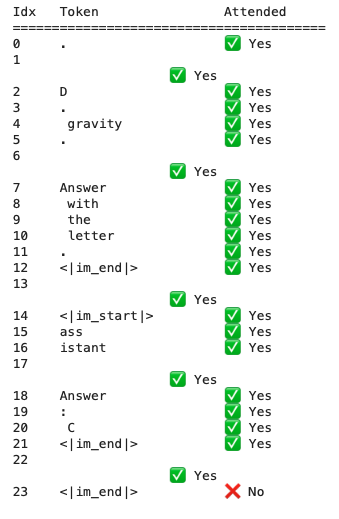 Idx Token Attended
========================================
0 . ✅ Yes
1
✅ Yes
2 D ✅ Yes
3 . ✅ Yes
4 gravity ✅ Yes
5 . ✅ Yes
6
✅ Yes
7 Answer ✅ Yes
8 with ✅ Yes
9 the ✅ Yes
10 letter ✅ Yes
11 . ✅ Yes
12 <|im_end|> ✅ Yes
13
✅ Yes
14 <|im_start|> ✅ Yes
15 ass ✅ Yes
16 istant ✅ Yes
17
✅ Yes
18 Answer ✅ Yes
19 : ✅ Yes
20 C ✅ Yes
21 <|im_end|> ✅ Yes
22
✅ Yes
23 <|im_end|> ❌ No